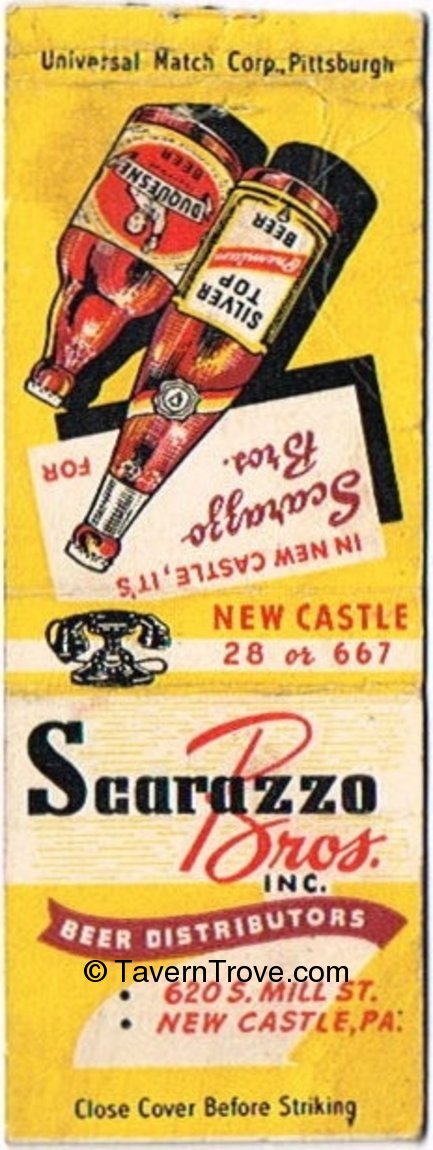 Universal Match Corp., Pittsburgh
DUQUESNE
BEER
SILVER
TOP
Premium
BEER
IN NEW CASTLE, IT'S
Scarazzo
Bros.
FOR
NEW CASTLE
28 or 667
Scarazzo
Bros.
INC.
BEER DISTRIBUTORS
© TavernTrove.com
• 620 S. MILL ST.
• NEW CASTLE, PA.
Close Cover Before Striking